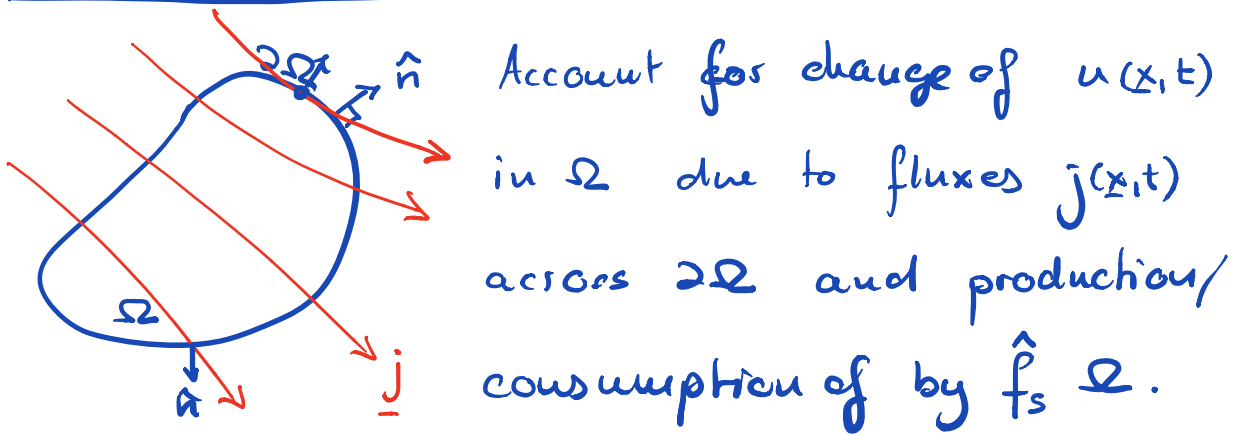 ∂Ω n̂ Account for change of u(x̲,t)
in Ω due to fluxes j(x̲,t)
across ∂Ω and production/
Ω
n̂ j̲ consumption of by f̂ₛ Ω.